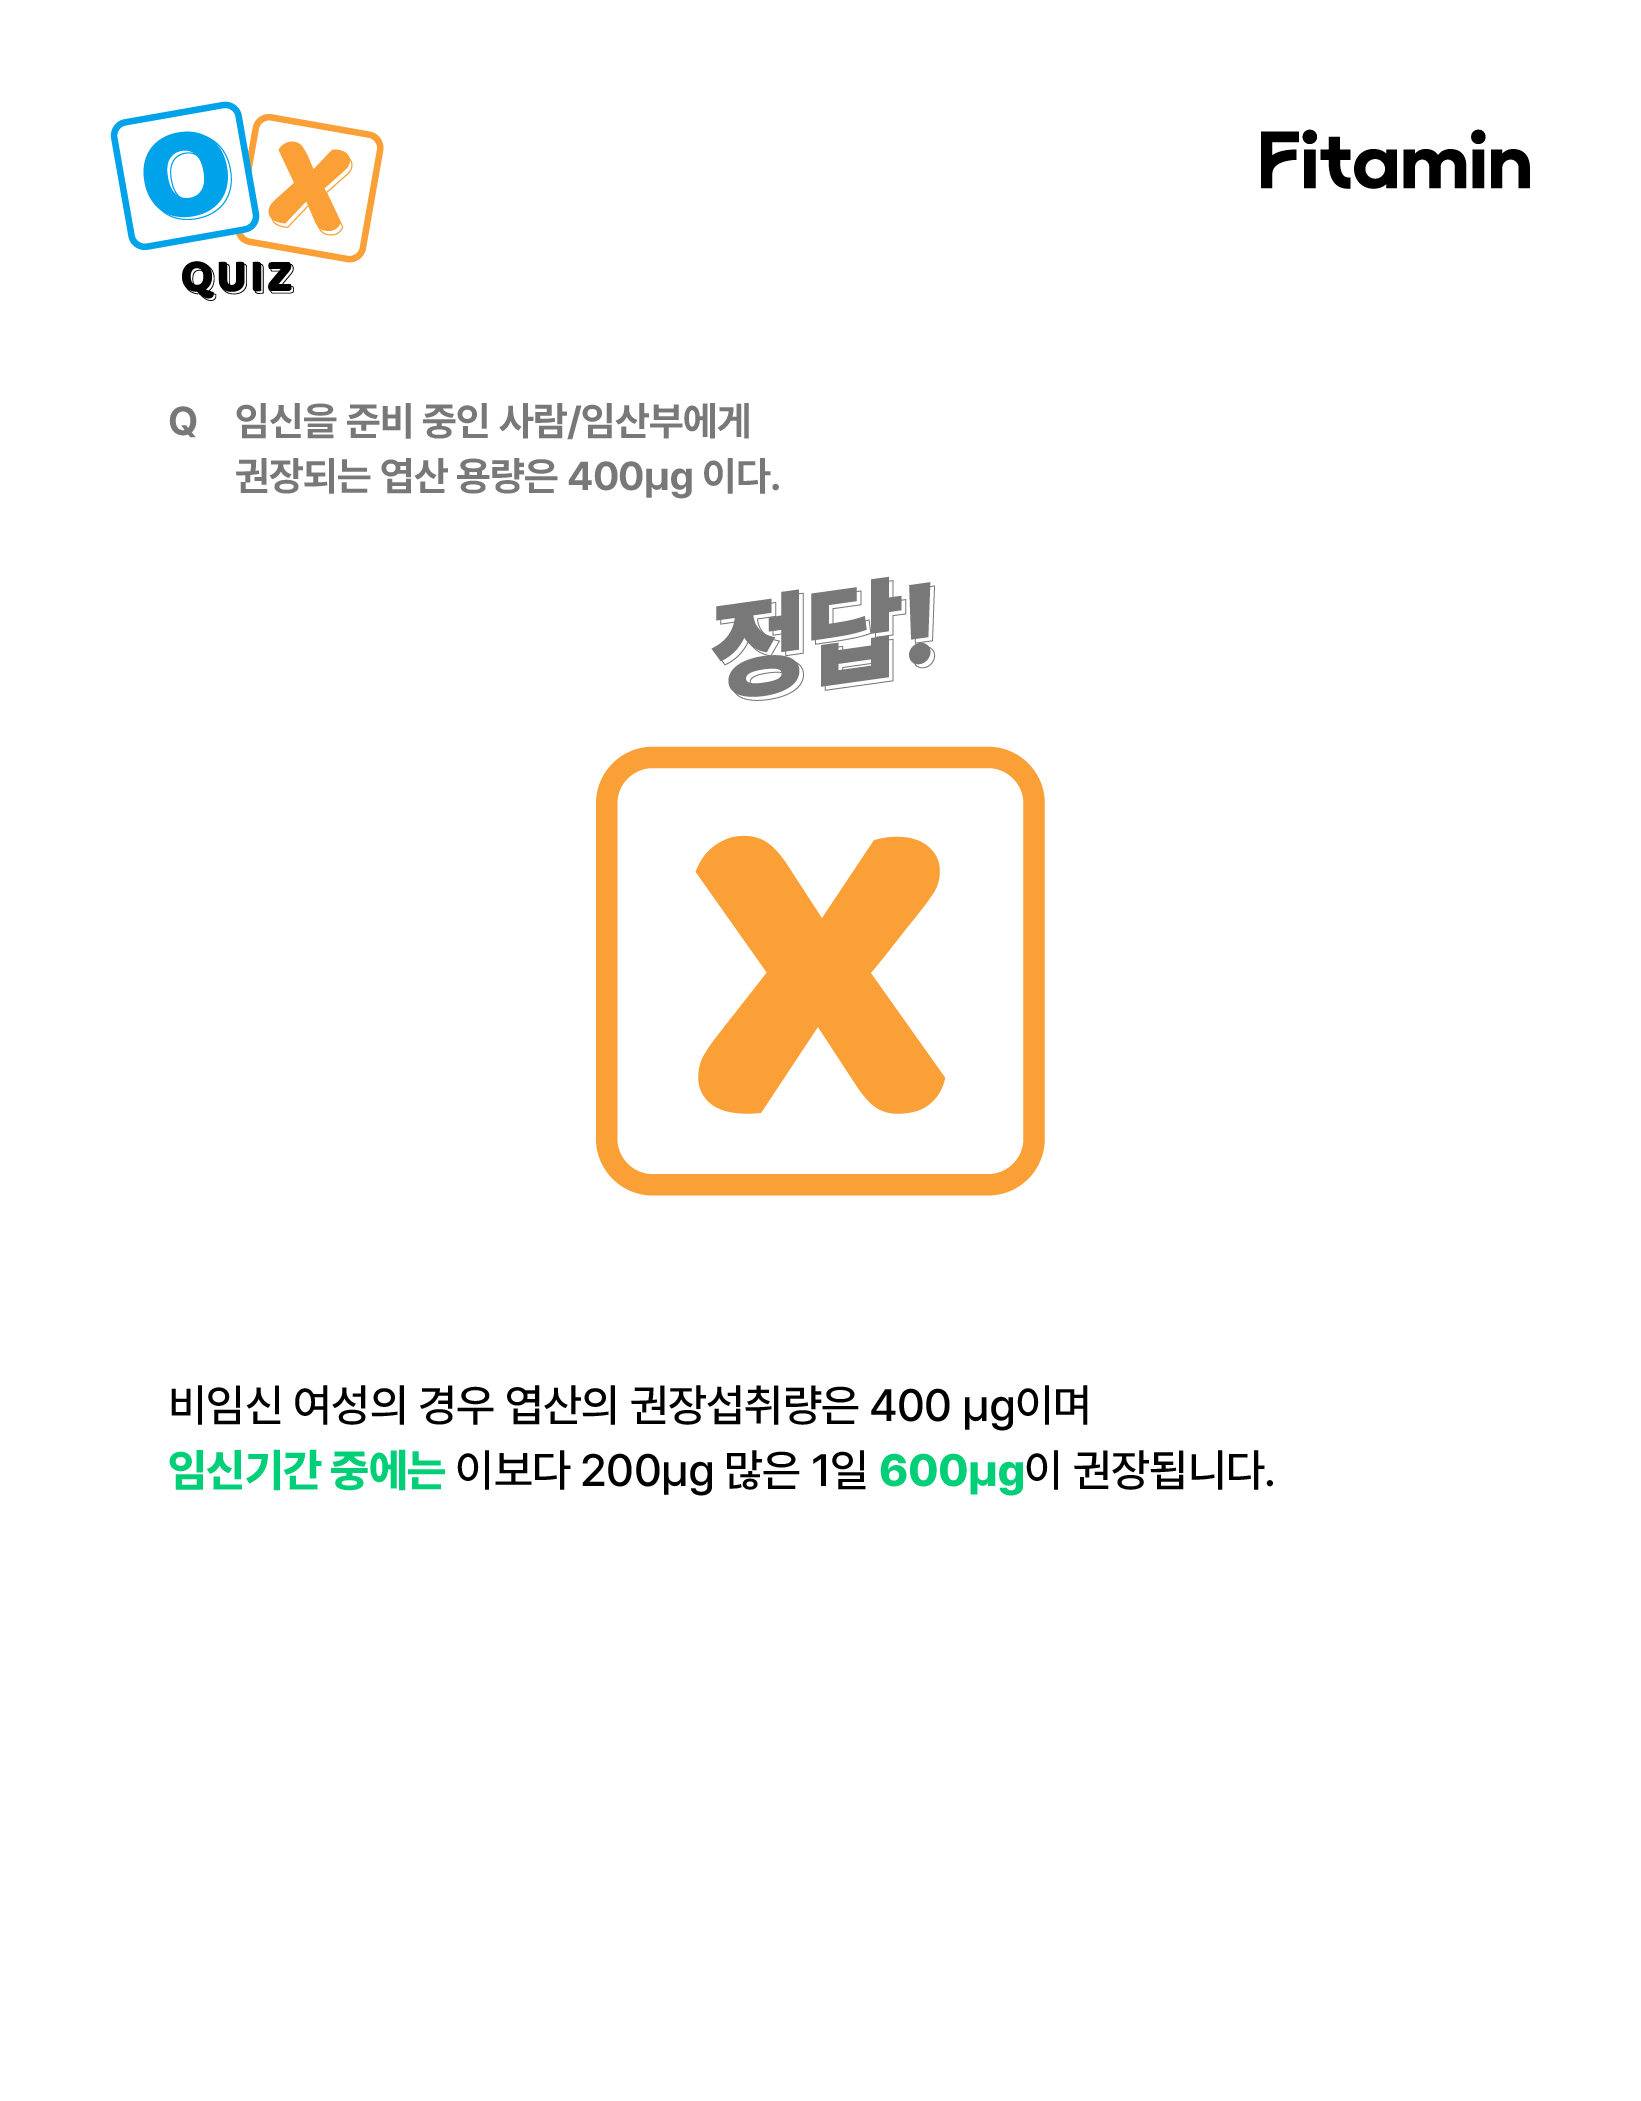 O X
QUIZ
Fitamin
Q 임신을 준비 중인 사람/임산부에게
권장되는 엽산 용량은 400μg 이다.
정답!
X
비임신 여성의 경우 엽산의 권장섭취량은 400 μg이며
임신기간 중에는 이보다 200μg 많은 1일 600μg이 권장됩니다.